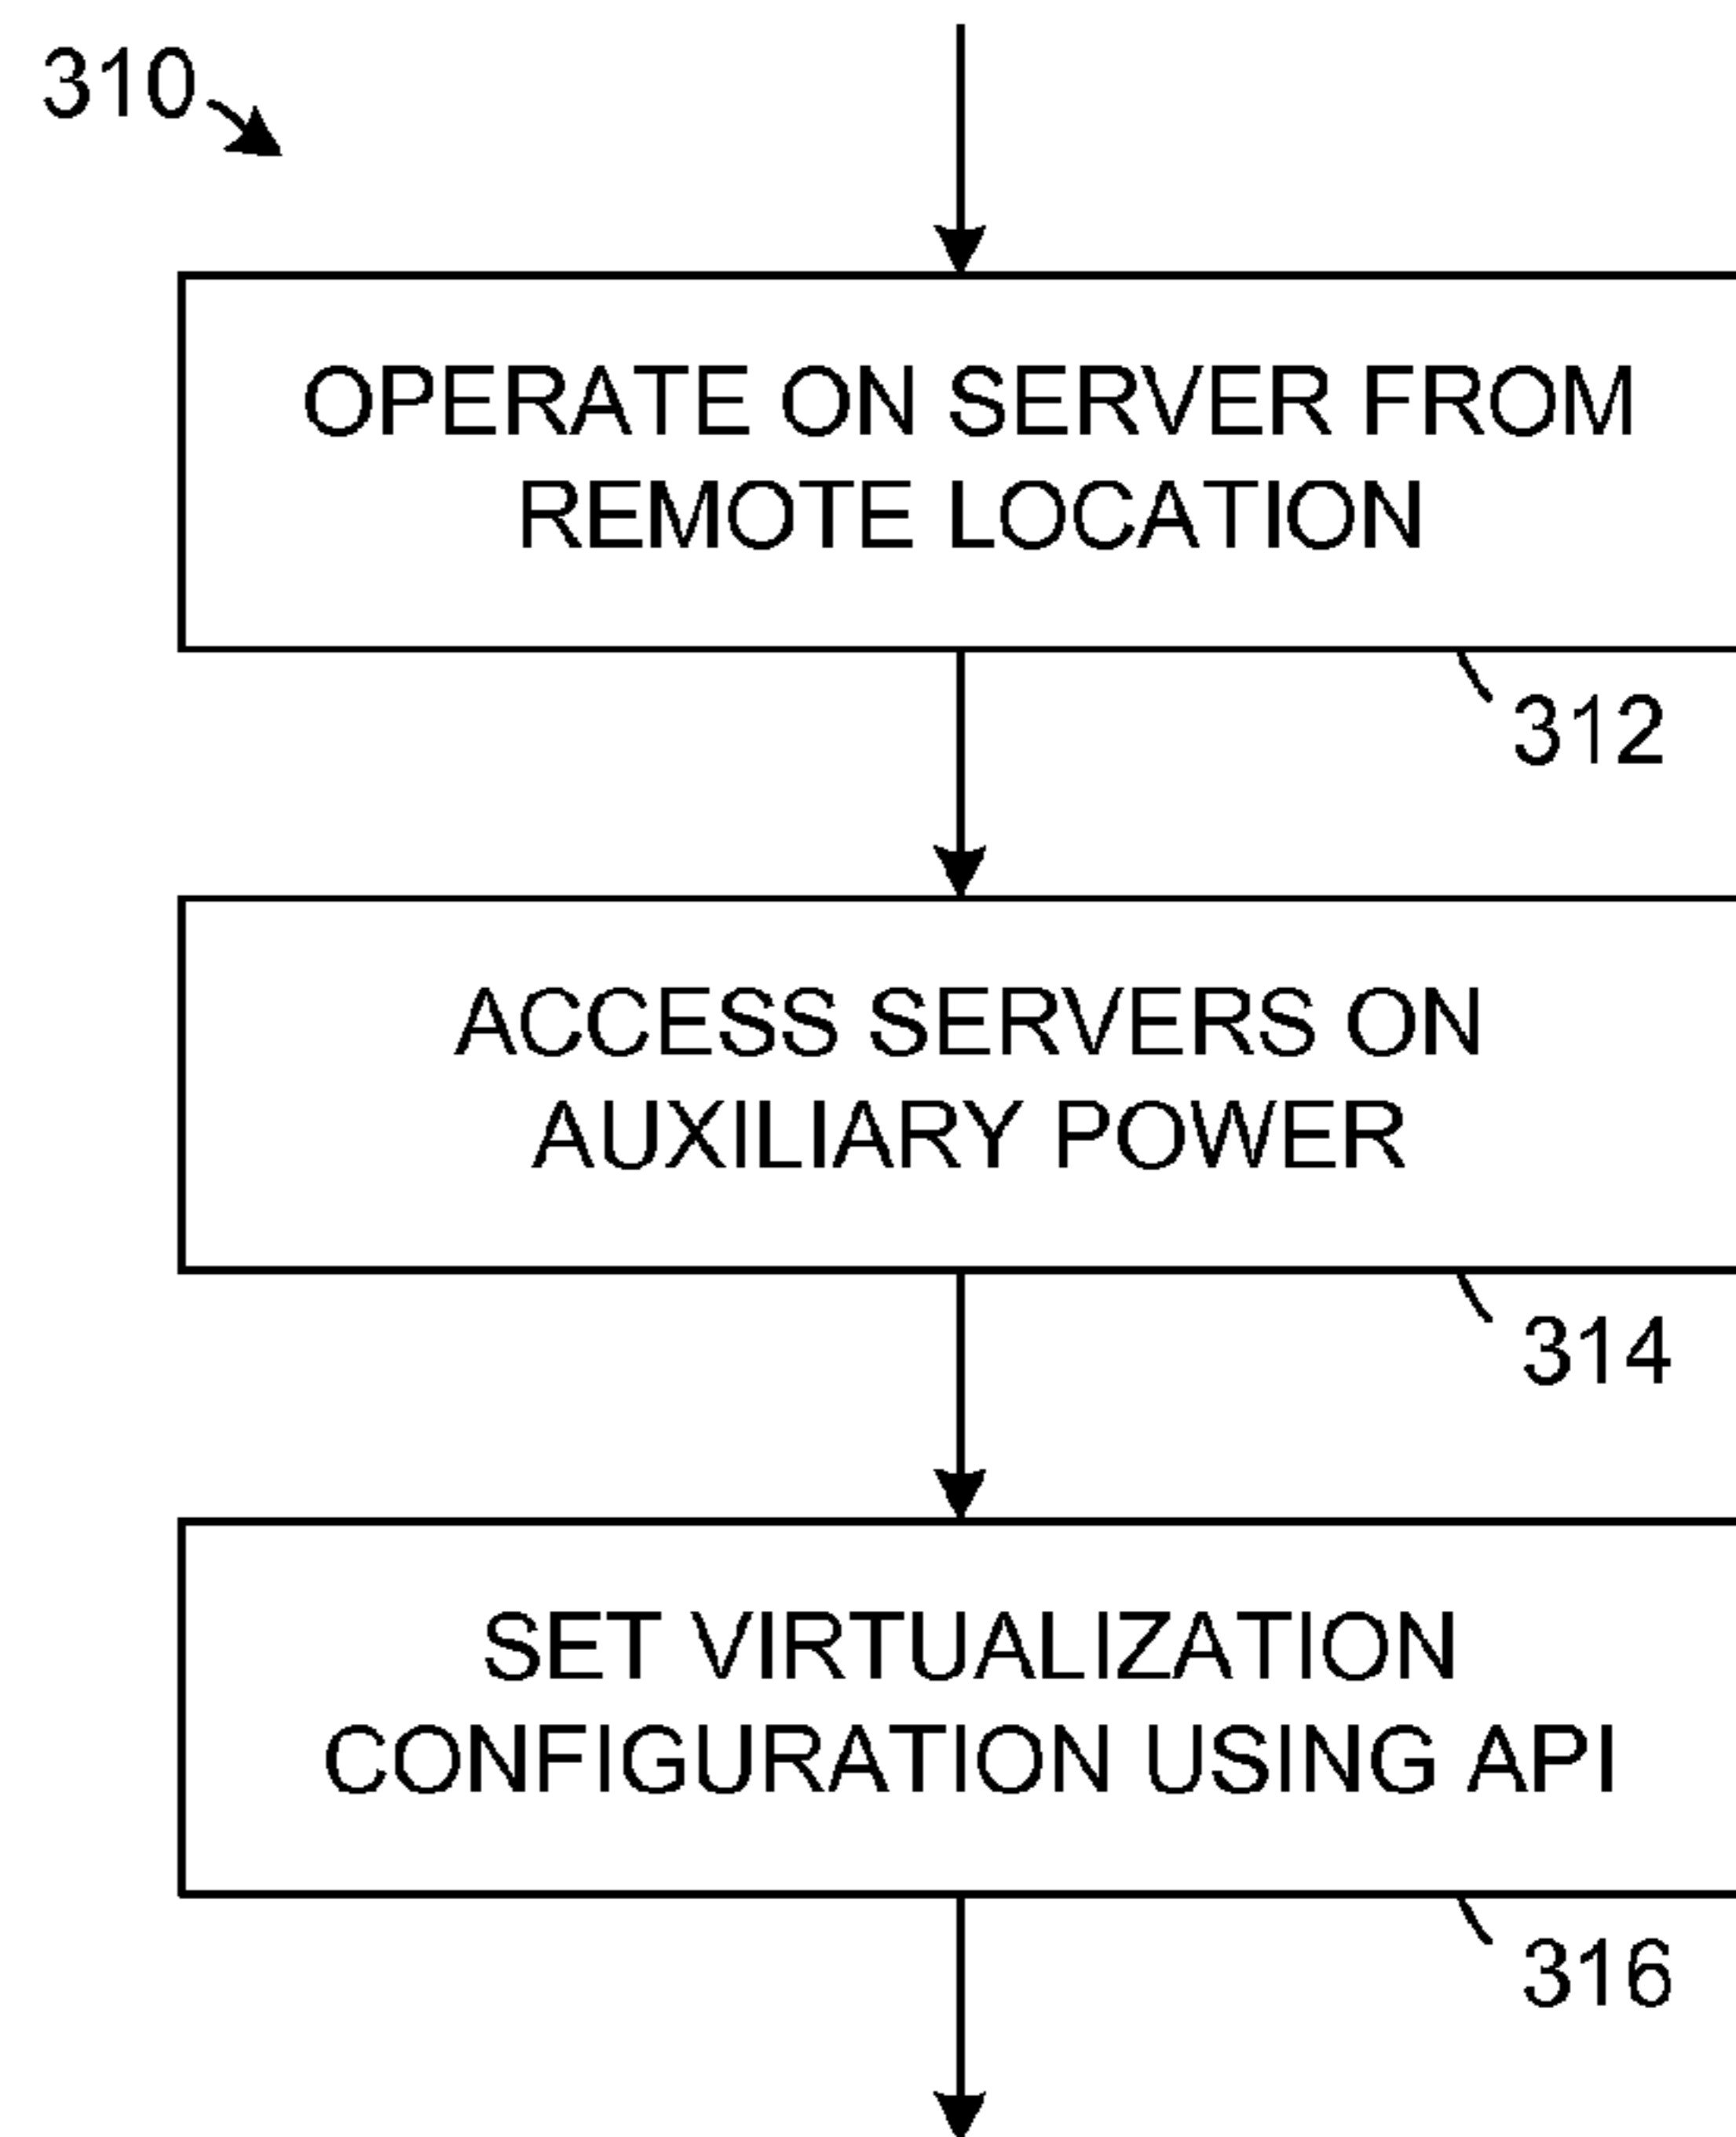 310
OPERATE ON SERVER FROM
REMOTE LOCATION
312
ACCESS SERVERS ON
AUXILIARY POWER
314
SET VIRTUALIZATION
CONFIGURATION USING API
316